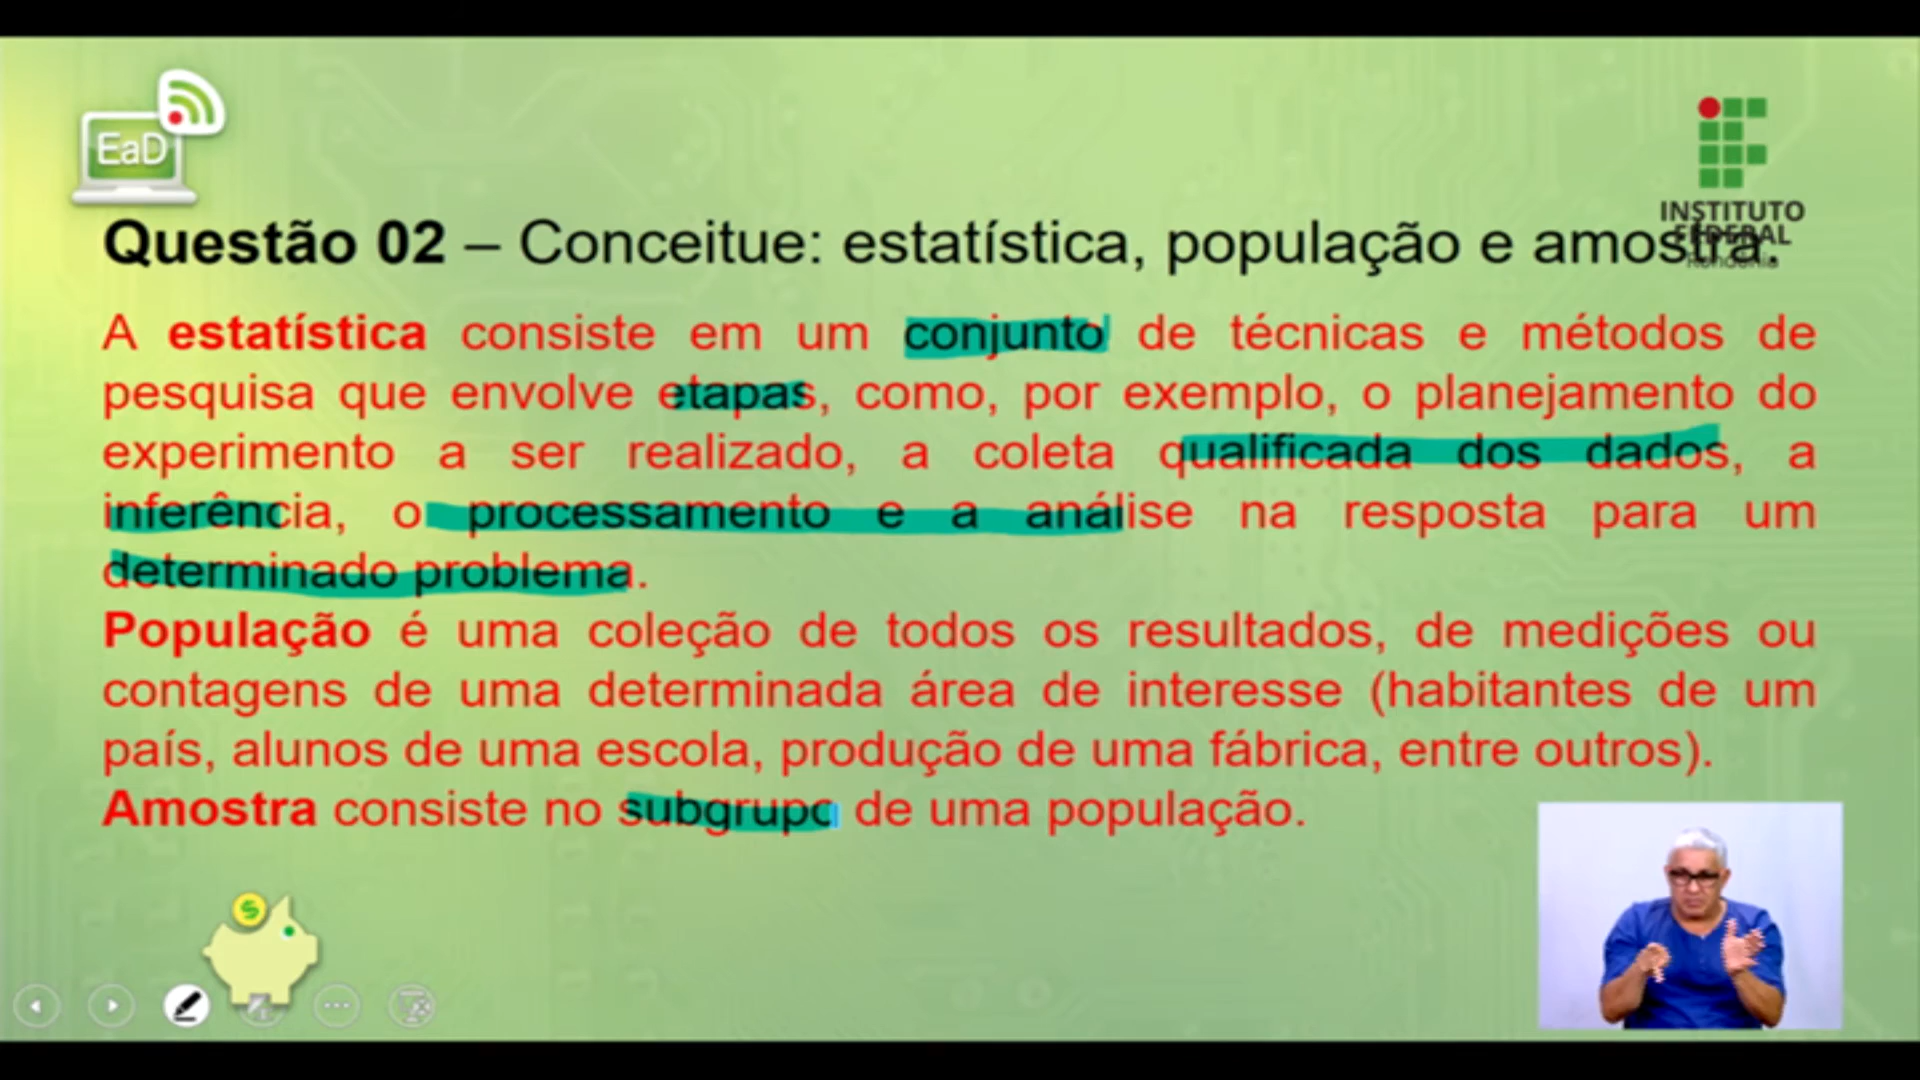 EaD
INSTITUTO
FEDERAL
Rondônia
Questão 02 – Conceitue: estatística, população e amostra.
A estatística consiste em um conjunto de técnicas e métodos de
pesquisa que envolve etapas, como, por exemplo, o planejamento do
experimento a ser realizado, a coleta qualificada dos dados, a
inferência, o processamento e a análise na resposta para um
determinado problema.
População é uma coleção de todos os resultados, de medições ou
contagens de uma determinada área de interesse (habitantes de um
país, alunos de uma escola, produção de uma fábrica, entre outros).
Amostra consiste no subgrupo de uma população.
$